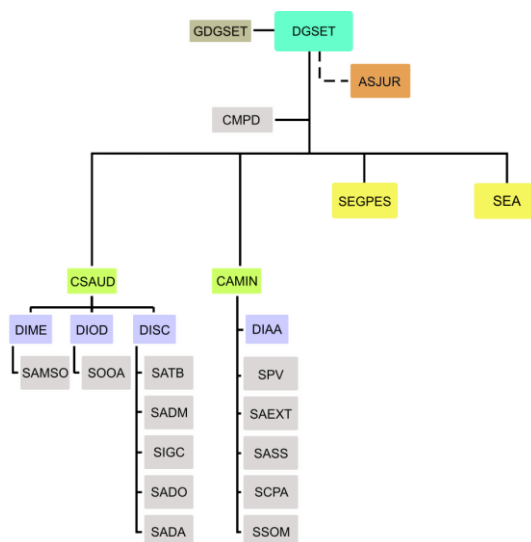 GDGSET
DGSET
ASJUR
CMPD
SEGPES
SEA
CSAUD
CAMIN
DIME
DIOD
DISC
DIAA
SAMSO
SOOA
SATB
SPV
SADM
SAEXT
SIGC
SASS
SADO
SCPA
SADA
SSOM